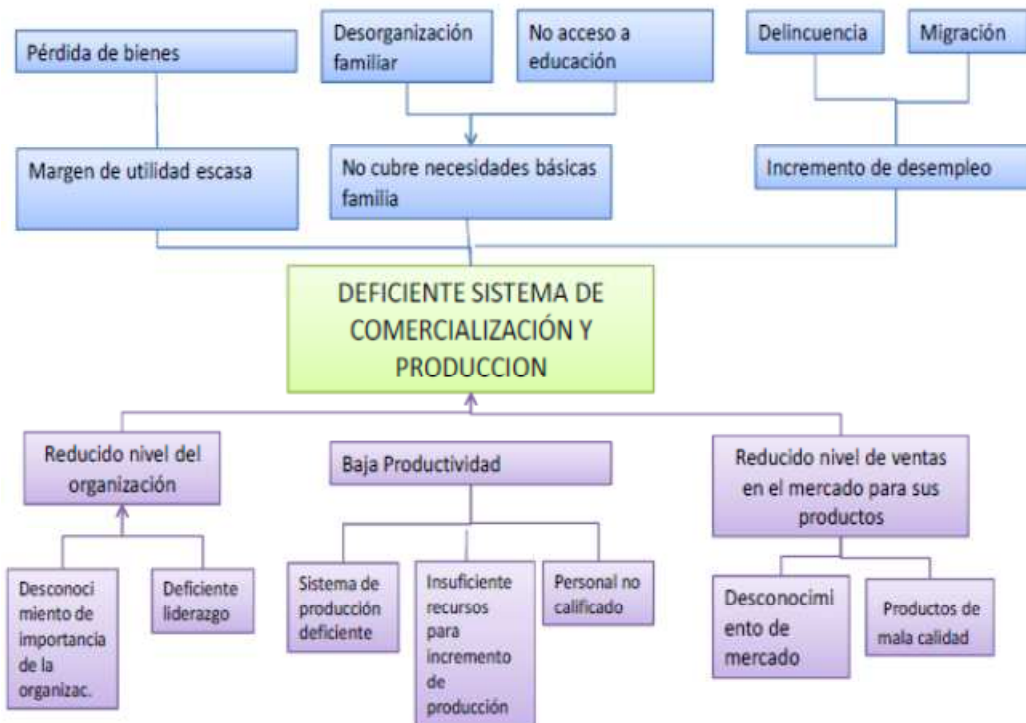 Pérdida de bienes
Desorganización
familiar
No acceso a
educación
Delincuencia
Migración
Margen de utilidad escasa
No cubre necesidades básicas
familia
Incremento de desempleo
DEFICIENTE SISTEMA DE
COMERCIALIZACIÓN Y
PRODUCCION
Reducido nivel del
organización
Baja Productividad
Reducido nivel de ventas
en el mercado para sus
productos
Desconoci
miento de
importancia
de la
organizac.
Deficiente
liderazgo
Sistema de
producción
deficiente
Insuficiente
recursos
para
incremento
de
producción
Personal no
calificado
Desconocimi
ento de
mercado
Productos de
mala calidad